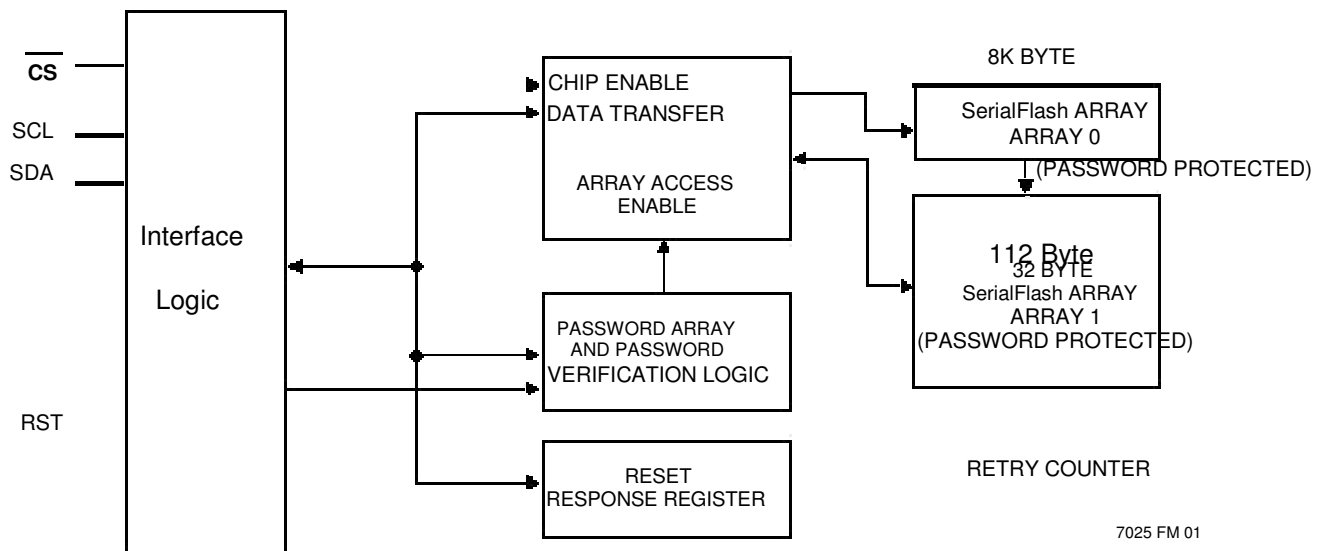 CS
SCL
SDA
Interface
Logic
RST
CHIP ENABLE
DATA TRANSFER
ARRAY ACCESS
ENABLE
PASSWORD ARRAY
AND PASSWORD
VERIFICATION LOGIC
RESET
RESPONSE REGISTER
8K BYTE
SerialFlash ARRAY
ARRAY 0
(PASSWORD PROTECTED)
112 Byte
32 BYTE
SerialFlash ARRAY
ARRAY 1
(PASSWORD PROTECTED)
RETRY COUNTER
7025 FM 01